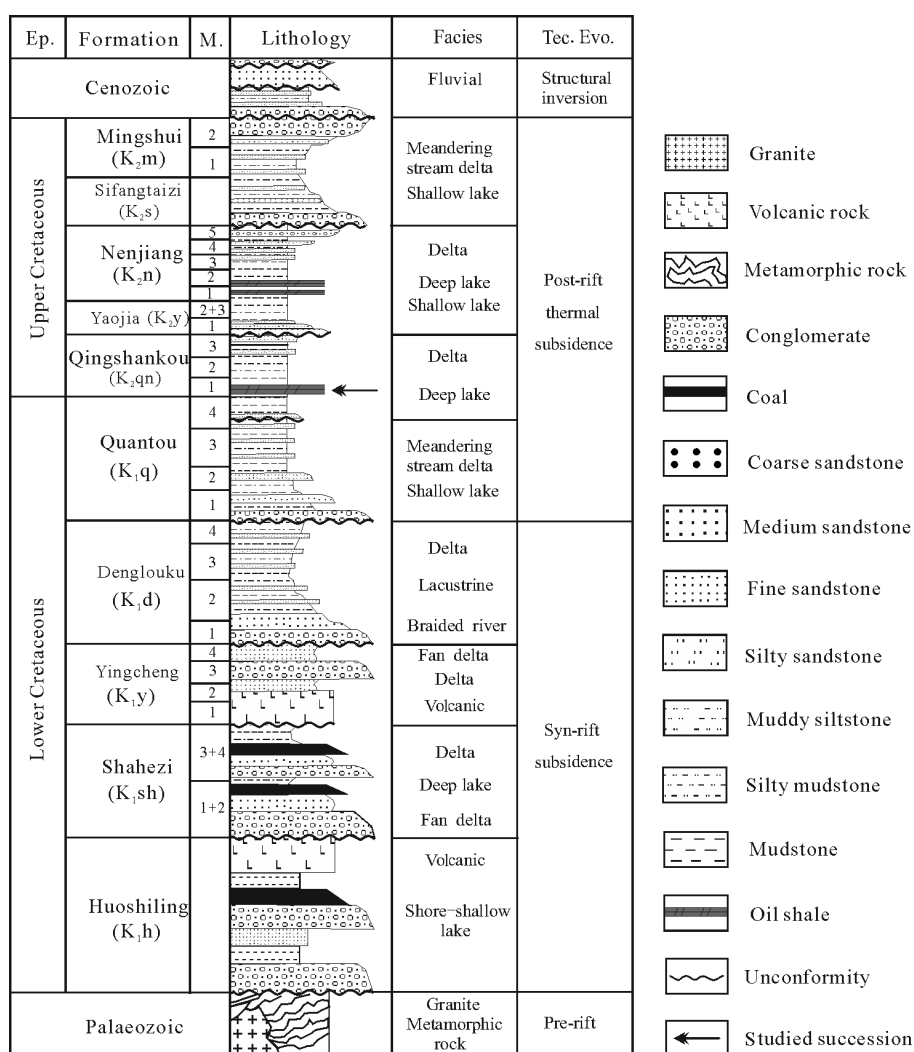 Ep. Formation M. Lithology Facies Tec. Evo.
Cenozoic
Fluvial
Structural
inversion
Upper Cretaceous
Mingshui
(K2m)
2
1
Sifangtaizi
(K2s)
Meandering
stream delta
Shallow lake
Nenjiang
(K2n)
5
4
3
2
1
Yaojia (K2y)
2+3
1
Delta
Deep lake
Shallow lake
Qingshankou
(K2qn)
3
2
1
Delta
Deep lake
Post-rift
thermal
subsidence
Lower Cretaceous
Quantou
(K1q)
4
3
2
1
Meandering
stream delta
Shallow lake
Denglouku
(K1d)
4
3
2
1
Delta
Lacustrine
Braided river
Yingcheng
(K1y)
4
3
2
1
Fan delta
Delta
Volcanic
Shahezi
(K1sh)
3+4
1+2
Delta
Deep lake
Fan delta
Huoshiling
(K1h)
Volcanic
Shore-shallow
lake
Syn-rift
subsidence
Palaeozoic
Granite
Metamorphic
rock
Pre-rift
Granite
Volcanic rock
Metamorphic rock
Conglomerate
Coal
Coarse sandstone
Medium sandstone
Fine sandstone
Silty sandstone
Muddy siltstone
Silty mudstone
Mudstone
Oil shale
Unconformity
Studied succession